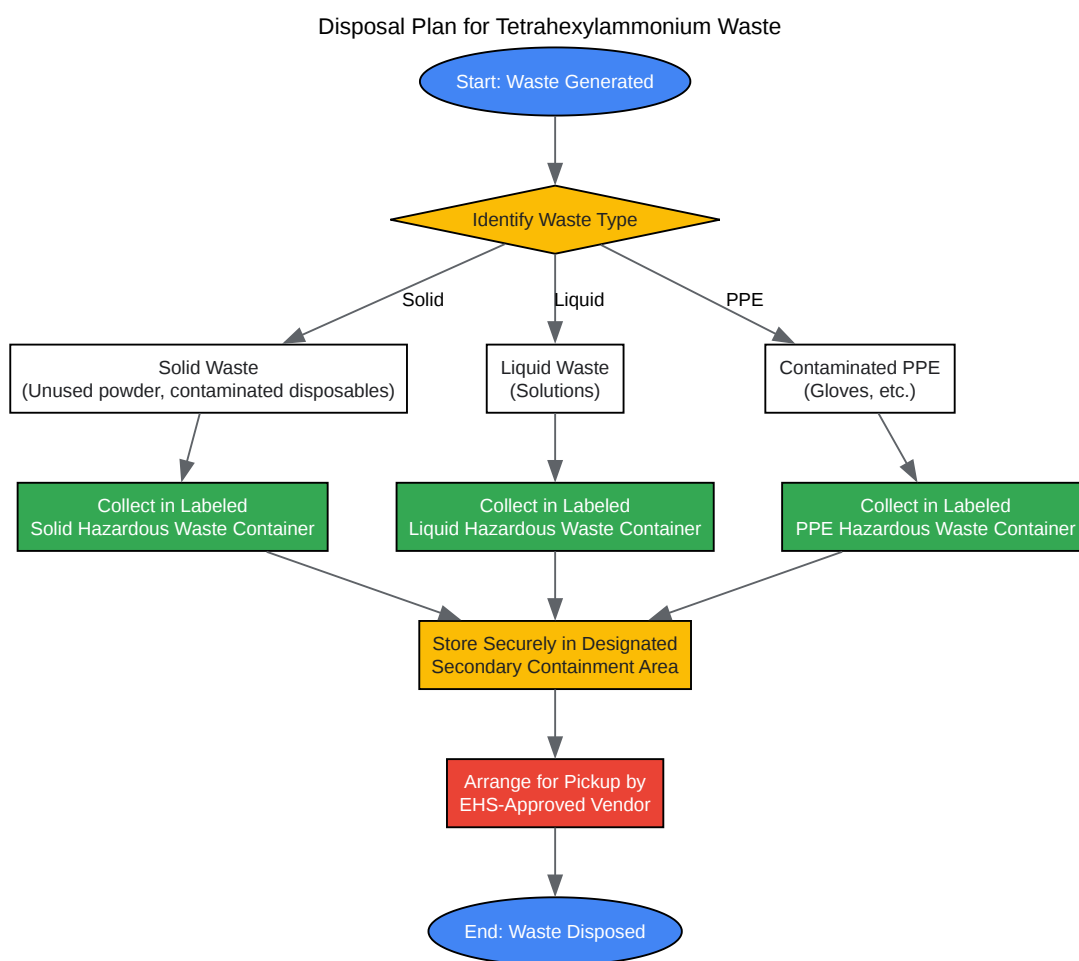 Disposal Plan for Tetrahexylammonium Waste
Start: Waste Generated
Identify Waste Type
Solid
Liquid
PPE
Solid Waste
(Unused powder, contaminated disposables)
Liquid Waste
(Solutions)
Contaminated PPE
(Gloves, etc.)
Collect in Labeled
Solid Hazardous Waste Container
Collect in Labeled
Liquid Hazardous Waste Container
Collect in Labeled
PPE Hazardous Waste Container
Store Securely in Designated
Secondary Containment Area
Arrange for Pickup by
EHS-Approved Vendor
End: Waste Disposed